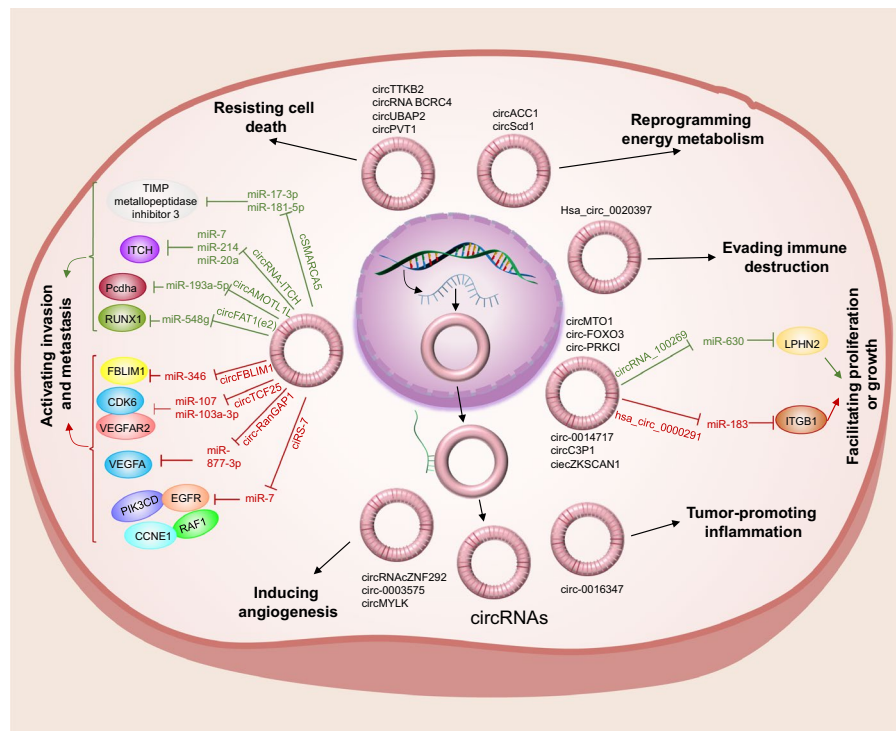 circTTKB2
circRNA BCRC4
circUBAP2
circPVT1
Resisting cell
death
circACC1
circScd1
Reprogramming
energy metabolism
TIMP
metallopeptidase
inhibitor 3
miR-17-3p
miR-181-5p
cSMARCA5
ITCH
miR-7
miR-214
miR-20a
circRNA-ITCH
Pcdha
miR-193a-5p
circAMOTL1L
RUNX1
miR-548g
circFAT1(e2)
Activating invasion
and metastasis
FBLIM1
miR-346
circFBLIM1
CDK6
VEGFAR2
miR-107
miR-103a-3p
circTCF25
VEGFA
miR-
877-3p
circ-RanGAP1
PIK3CD
EGFR
CCNE1
RAF1
miR-7
ciRS-7
Hsa_circ_0020397
Evading immune
destruction
circMTO1
circ-FOXO3
circ-PRKCI
circRNA_100269
miR-630
LPHN2
hsa_circ_0000291
miR-183
ITGB1
Facilitating proliferation
or growth
circ-0014717
circC3P1
ciecZKSCAN1
Inducing
angiogenesis
circRNAcZNF292
circ-0003575
circMYLK
circRNAs
circ-0016347
Tumor-promoting
inflammation